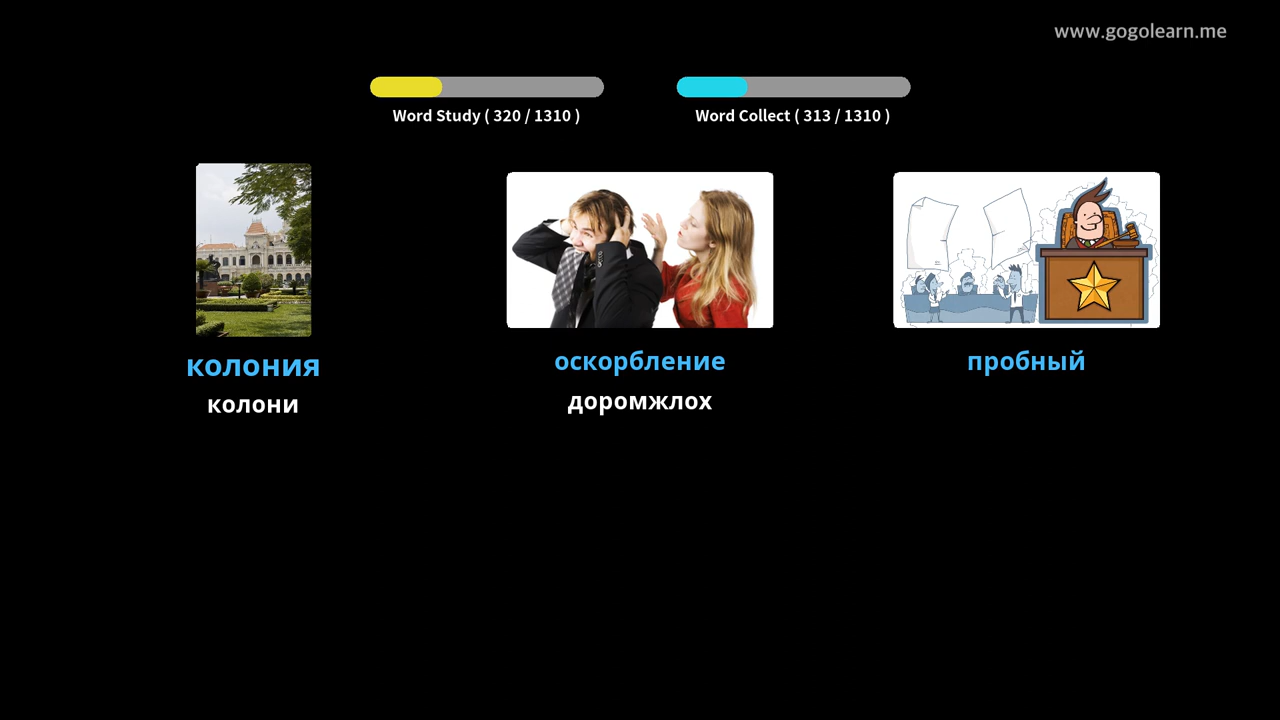 www.gogolearn.me
Word Study ( 320 / 1310 )
Word Collect ( 313 / 1310 )
колония
колони
оскорбление
доромжлох
пробный